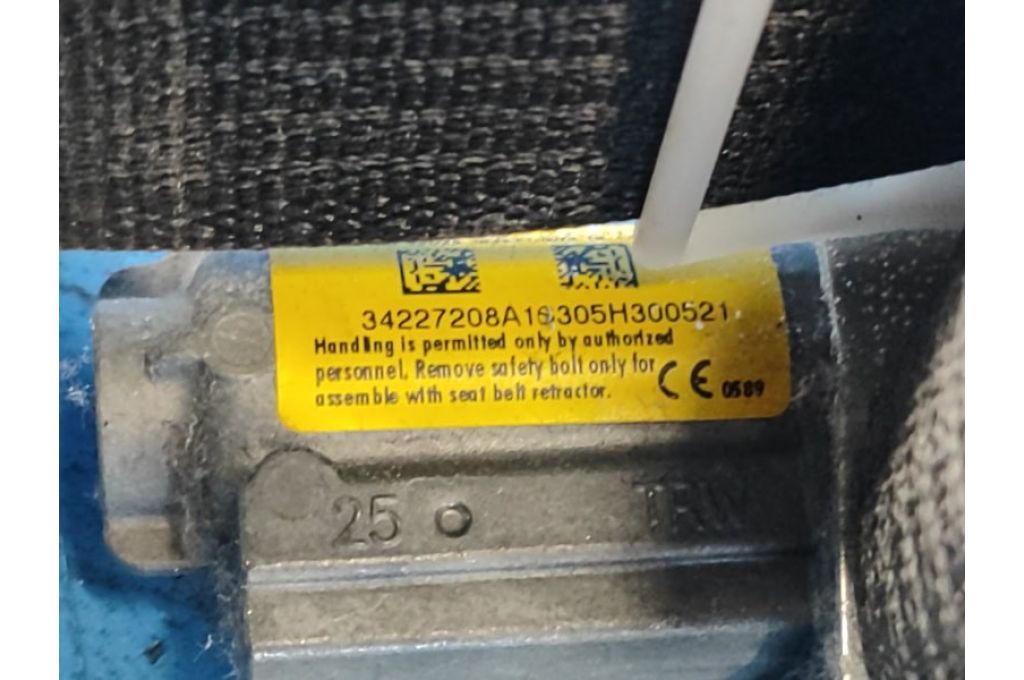 34227208A16305H300521
Handling is permitted only by authorized
personnel. Remove safety bolt only for
assemble with seat belt retractor.
CE 0589
25 TRW